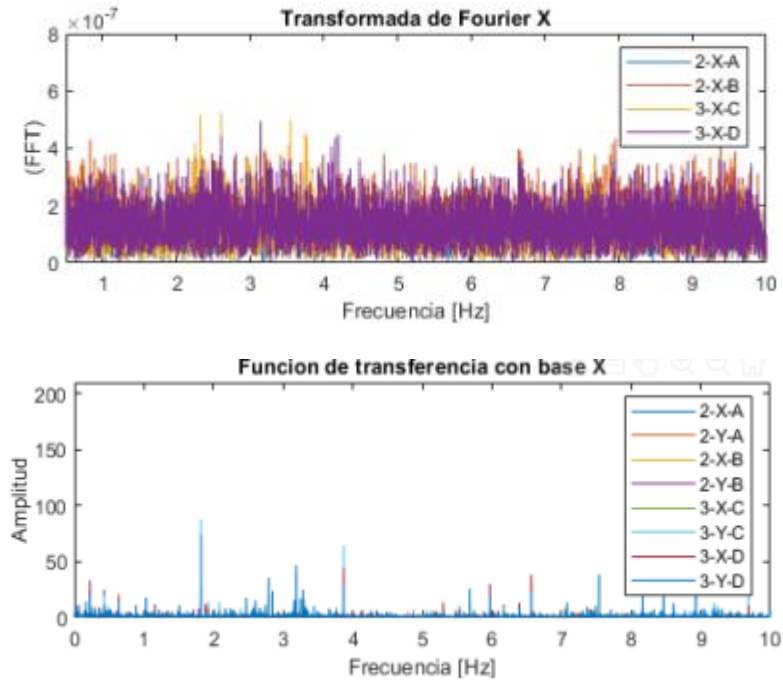 Transformada de Fourier X
×10-7
8
6
4
2
0
(FFT)
2-X-A
2-X-B
3-X-C
3-X-D
1 2 3 4 5 6 7 8 9 10
Frecuencia [Hz]
Funcion de transferencia con base X
200
150
100
50
0
Amplitud
2-X-A
2-Y-A
2-X-B
2-Y-B
3-X-C
3-Y-C
3-X-D
3-Y-D
0 1 2 3 4 5 6 7 8 9 10
Frecuencia [Hz]